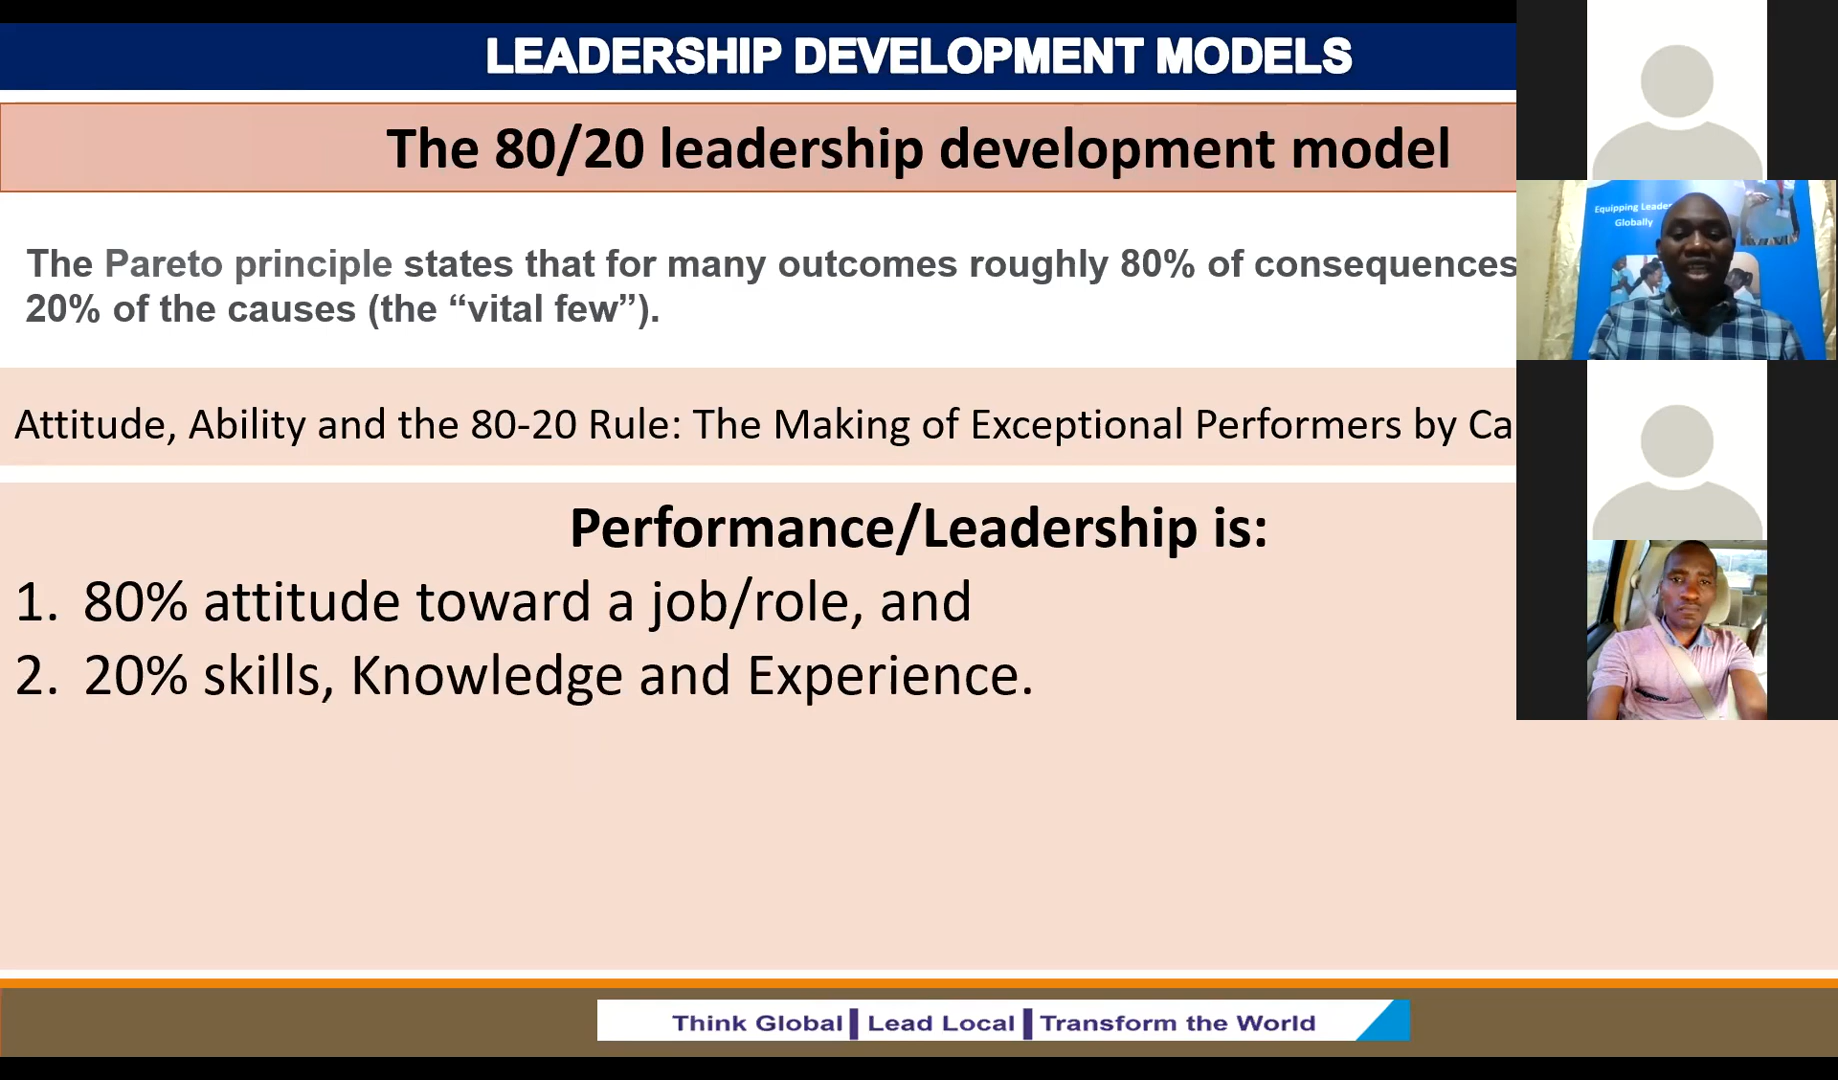 LEADERSHIP DEVELOPMENT MODELS
The 80/20 leadership development model
The Pareto principle states that for many outcomes roughly 80% of consequences
20% of the causes (the “vital few”).
Attitude, Ability and the 80-20 Rule: The Making of Exceptional Performers by Ca
Performance/Leadership is:
1. 80% attitude toward a job/role, and
2. 20% skills, Knowledge and Experience.
Equipping Leade
Globally
Think Global Lead Local Transform the World